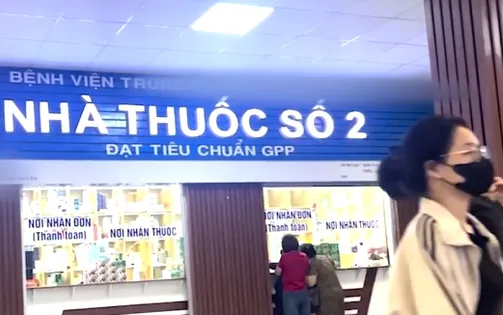 BỆNH VIỆN TRUNG
NHÀ THUỐC SỐ 2
ĐẠT TIÊU CHUẨN GPP
NƠI NHẬN ĐƠN
(Thanh toán)
NƠI NHẬN THUỐC
NƠI NHẬN ĐƠN
(Thanh toán)
NƠI NHẬN THUỐC